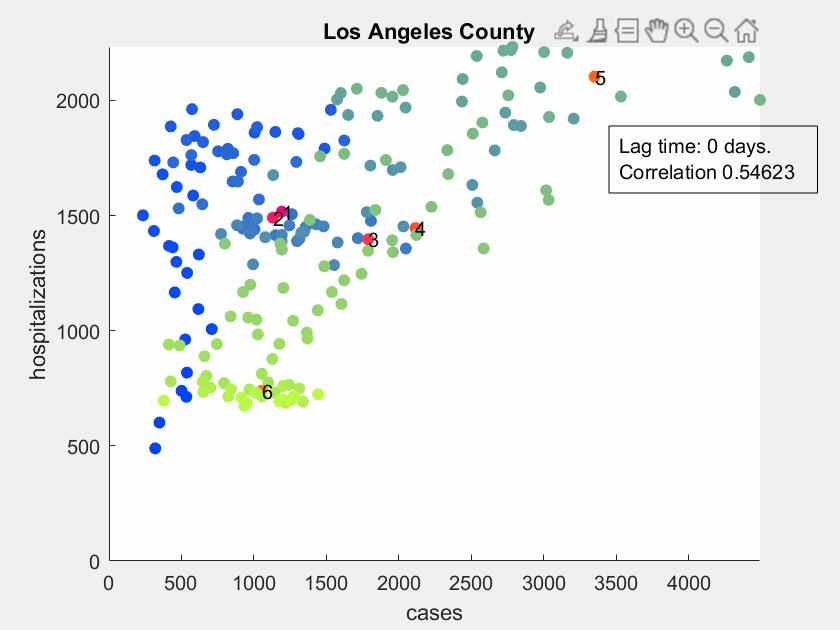 Los Angeles County
2000
1500
1000
500
0
hospitalizations
5
Lag time: 0 days.
Correlation 0.54623
1
2
3
4
6
0 500 1000 1500 2000 2500 3000 3500 4000
cases